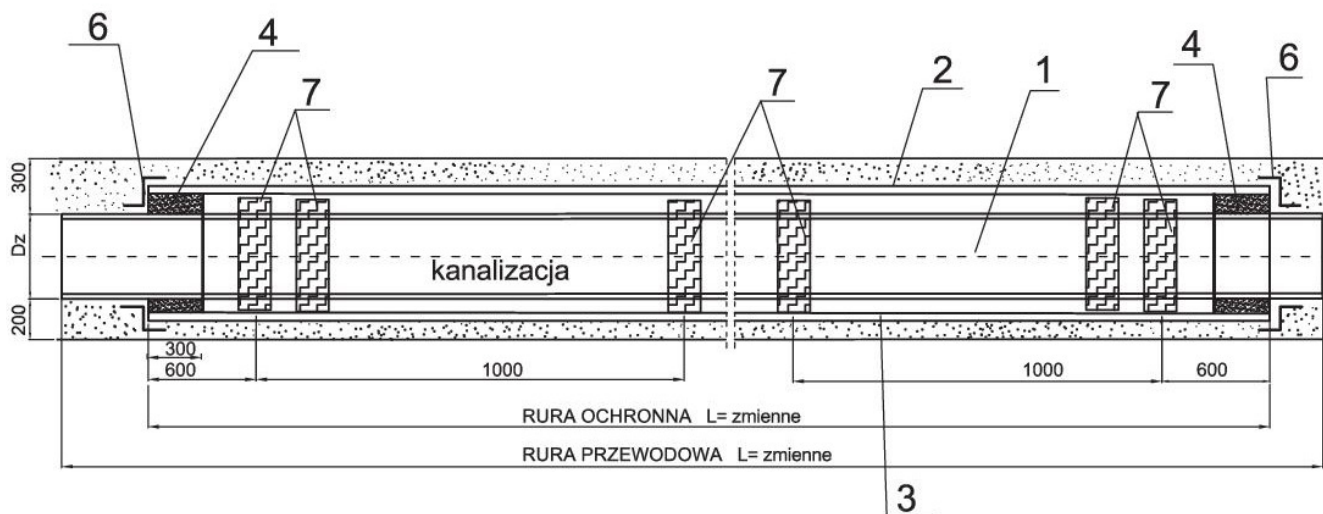 6 4 7 7 2 1 7 4 6
300
Dz
200
kanalizacja
300
600 1000 1000 600
RURA OCHRONNA L= zmienne
RURA PRZEWODOWA L= zmienne
3